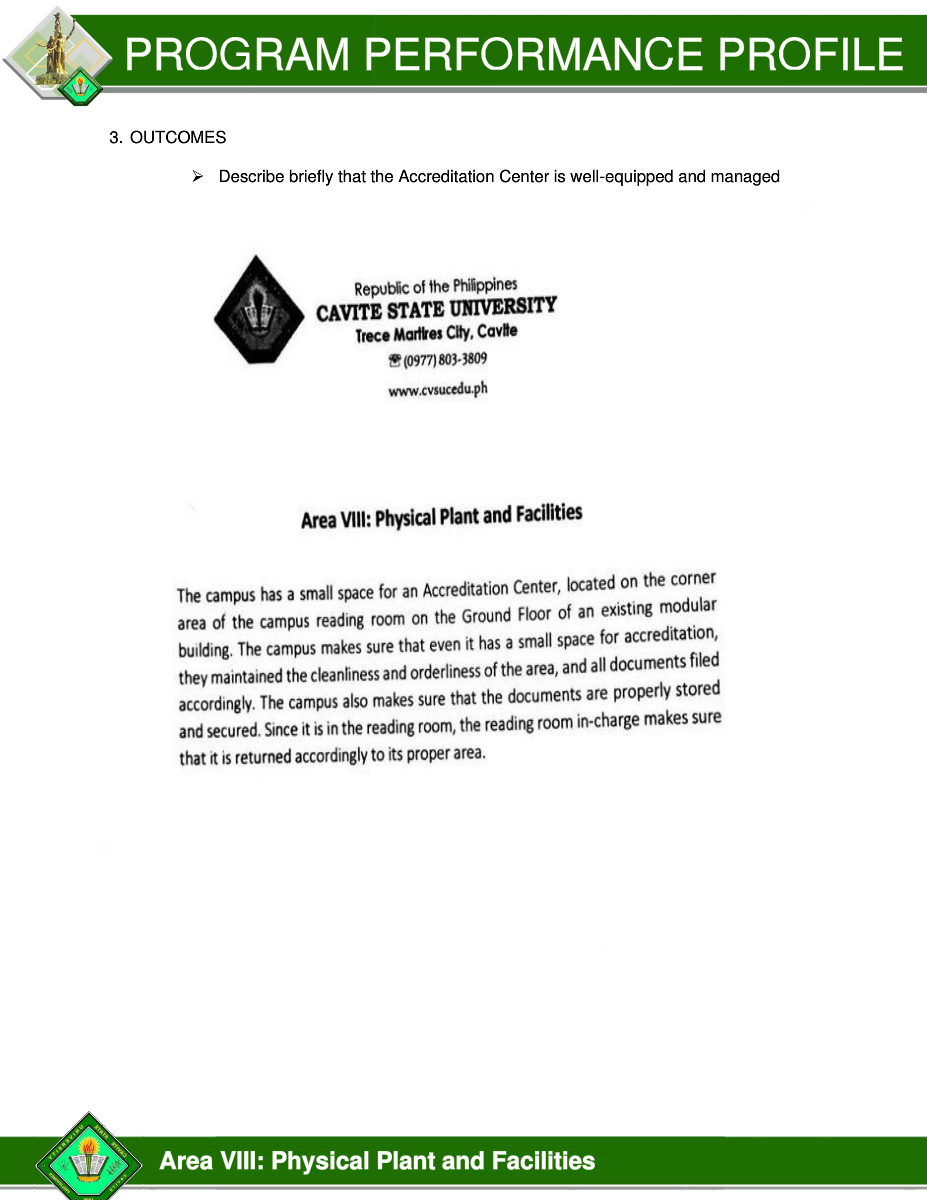 PROGRAM PERFORMANCE PROFILE
3. OUTCOMES
➢ Describe briefly that the Accreditation Center is well-equipped and managed
Republic of the Philippines
CAVITE STATE UNIVERSITY
Trece Martires City, Cavite
☏ (0977) 803-3809
www.cvsucedu.ph
Area VIII: Physical Plant and Facilities
The campus has a small space for an Accreditation Center, located on the corner
area of the campus reading room on the Ground Floor of an existing modular
building. The campus makes sure that even it has a small space for accreditation,
they maintained the cleanliness and orderliness of the area, and all documents filed
accordingly. The campus also makes sure that the documents are properly stored
and secured. Since it is in the reading room, the reading room in-charge makes sure
that it is returned accordingly to its proper area.
Area VIII: Physical Plant and Facilities